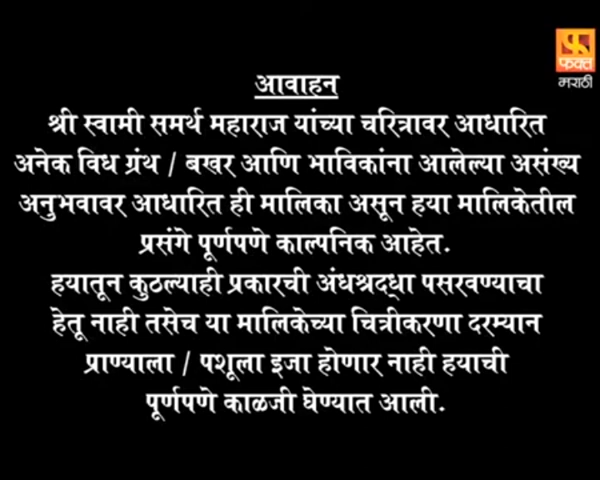 फक्त
मराठी
आवाहन
श्री स्वामी समर्थ महाराज यांच्या चरित्रावर आधारित
अनेक विध ग्रंथ / बखर आणि भाविकांना आलेल्या असंख्य
अनुभवावर आधारित ही मालिका असून हया मालिकेतील
प्रसंगे पूर्णपणे काल्पनिक आहेत.
हयातून कुठल्याही प्रकारची अंधश्रद्धा पसरवण्याचा
हेतू नाही तसेच या मालिकेच्या चित्रीकरणा दरम्यान
प्राण्याला / पशूला इजा होणार नाही हयाची
पूर्णपणे काळजी घेण्यात आली.